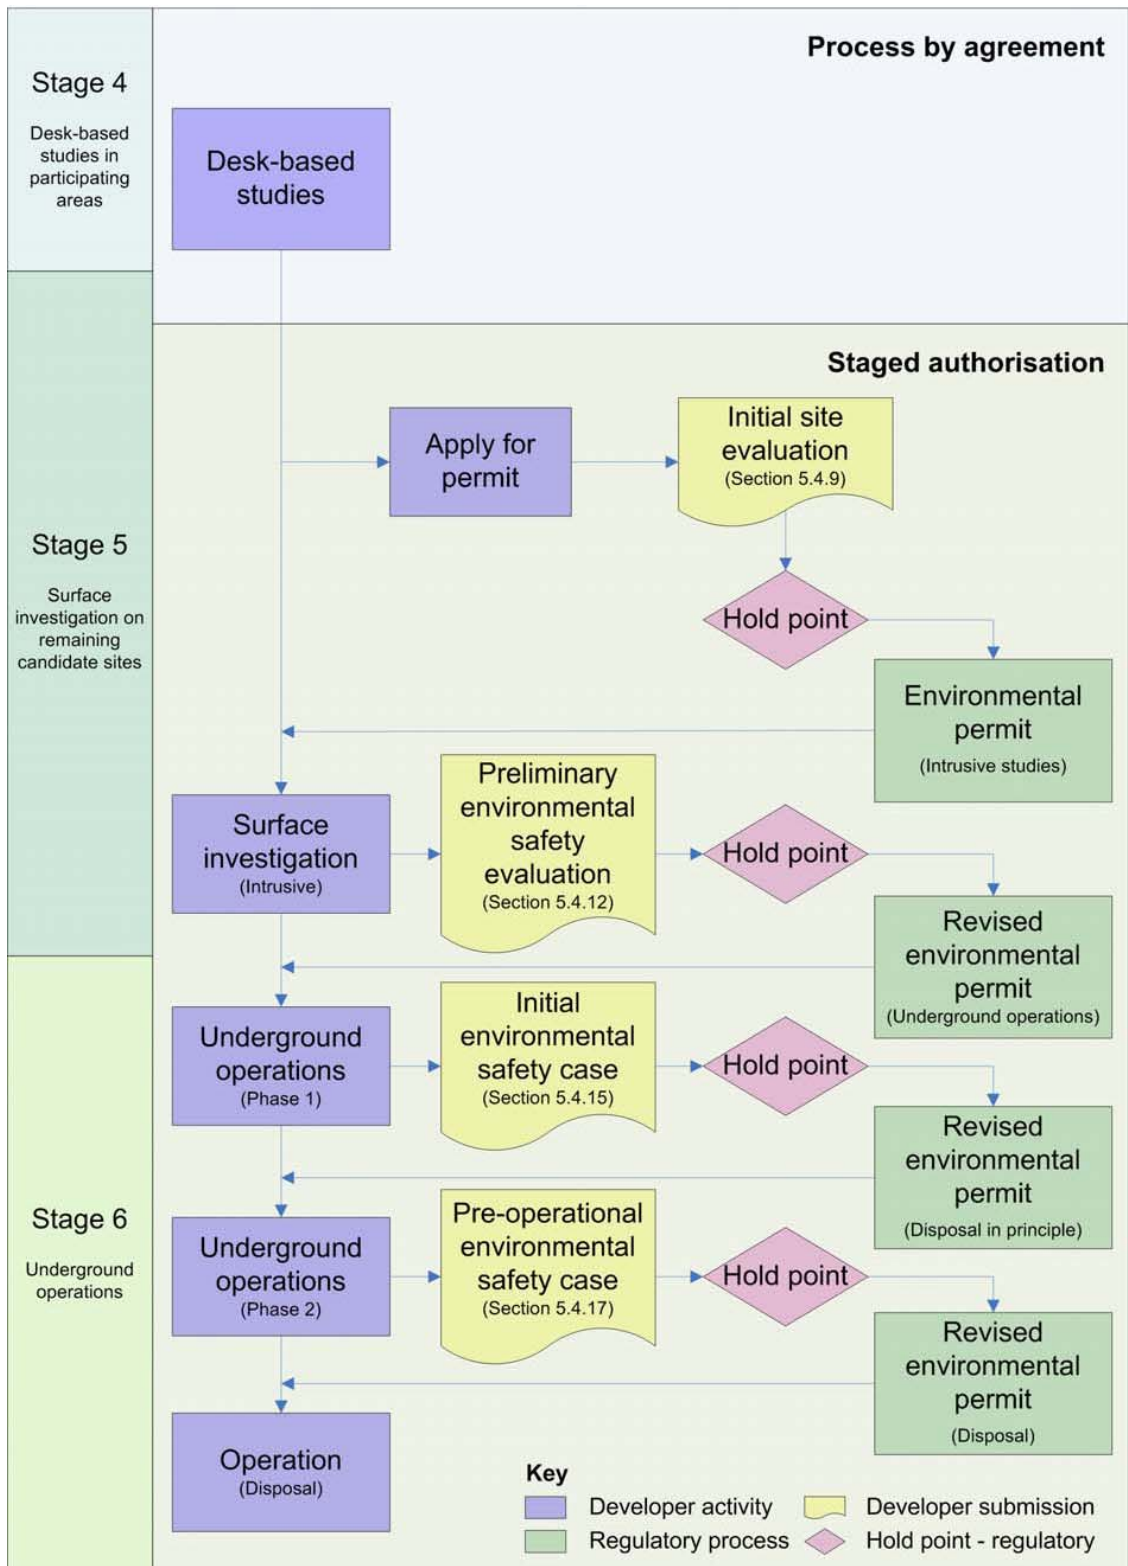 Stage 4
Desk-based
studies in
participating
areas
Process by agreement
Desk-based
studies
Stage 5
Surface
investigation on
remaining
candidate sites
Staged authorisation
Apply for
permit
Initial site
evaluation
(Section 5.4.9)
Hold point
Environmental
permit
(Intrusive studies)
Surface
investigation
(Intrusive)
Preliminary
environmental
safety
evaluation
(Section 5.4.12)
Hold point
Revised
environmental
permit
(Underground operations)
Stage 6
Underground
operations
Underground
operations
(Phase 1)
Initial
environmental
safety case
(Section 5.4.15)
Hold point
Revised
environmental
permit
(Disposal in principle)
Underground
operations
(Phase 2)
Pre-operational
environmental
safety case
(Section 5.4.17)
Hold point
Revised
environmental
permit
(Disposal)
Operation
(Disposal)
Key
Developer activity
Developer submission
Regulatory process
Hold point - regulatory